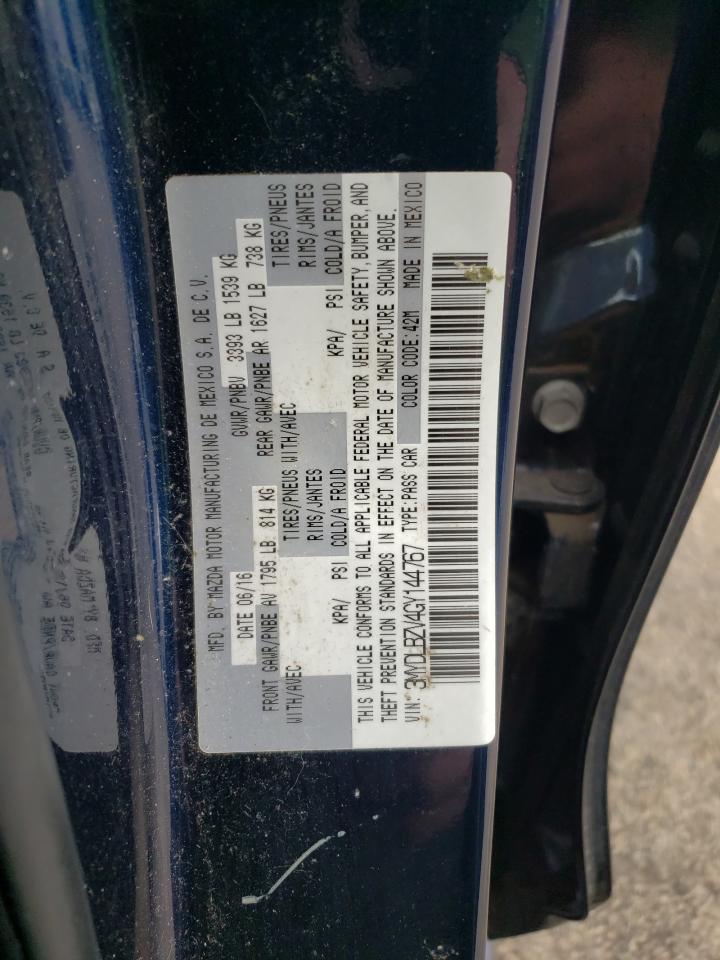 MFD. BY MAZDA MOTOR MANUFACTURING DE MEXICO S.A. DE C.V.
DATE 06/16 GVWR/PNBV 3393 LB 1539 KG
FRONT GAWR/PNBE AV 1795 LB 814 KG REAR GAWR/PNBE AR 1627 LB 738 KG
WITH/AVEC TIRES/PNEUS WITH/AVEC TIRES/PNEUS
RIMS/JANTES RIMS/JANTES
KPA/ PSI COLD/A FROID KPA/ PSI COLD/A FROID
THIS VEHICLE CONFORMS TO ALL APPLICABLE FEDERAL MOTOR VEHICLE SAFETY, BUMPER, AND
THEFT PREVENTION STANDARDS IN EFFECT ON THE DATE OF MANUFACTURE SHOWN ABOVE.
VIN: 3MYDLBZV4GY144767 TYPE: PASS CAR COLOR CODE: 42M MADE IN MEXICO